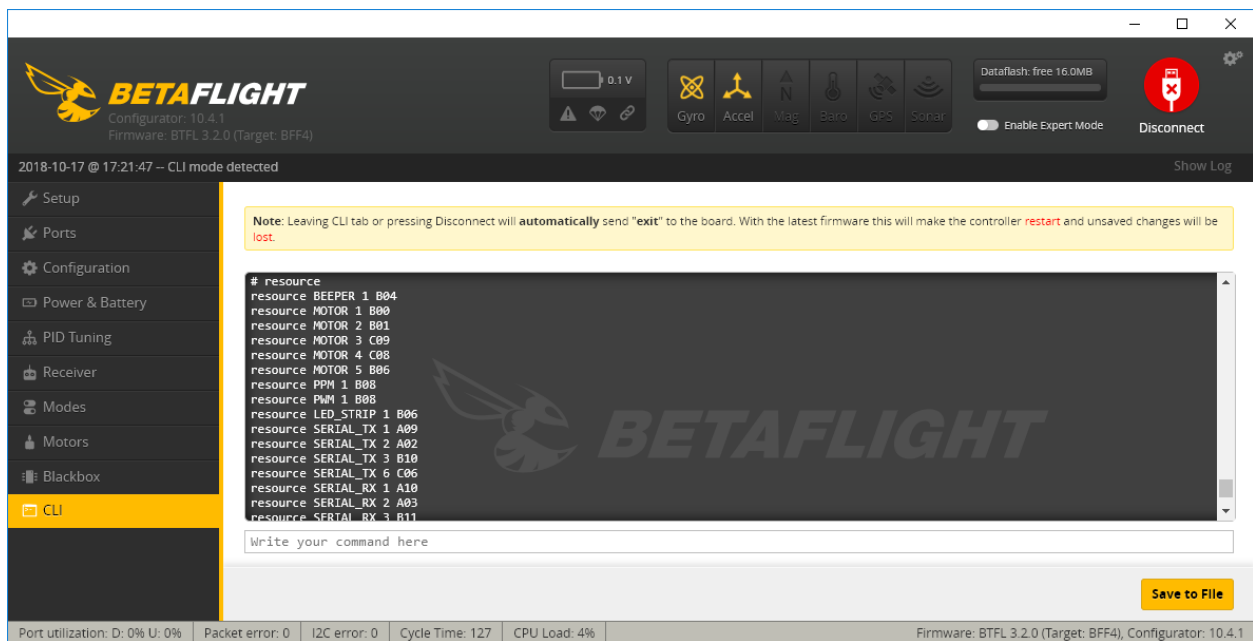 BETAFLIGHT
Configurator: 10.4.1
Firmware: BTFL 3.2.0 (Target: BFF4)
0.1 V
Gyro
Accel
Mag
Baro
GPS
Sonar
Dataflash: free 16.0MB
Enable Expert Mode
Disconnect
2018-10-17 @ 17:21:47 -- CLI mode detected
Show Log
Setup
Ports
Configuration
Power & Battery
PID Tuning
Receiver
Modes
Motors
Blackbox
CLI
Note: Leaving CLI tab or pressing Disconnect will automatically send "exit" to the board. With the latest firmware this will make the controller restart and unsaved changes will be
lost.
# resource
resource BEEPER 1 B04
resource MOTOR 1 B00
resource MOTOR 2 B01
resource MOTOR 3 C09
resource MOTOR 4 C08
resource MOTOR 5 B06
resource PPM 1 B08
resource PWM 1 B08
resource LED_STRIP 1 B06
resource SERIAL_TX 1 A09
resource SERIAL_TX 2 A02
resource SERIAL_TX 3 B10
resource SERIAL_TX 6 C06
resource SERIAL_RX 1 A10
resource SERIAL_RX 2 A03
resource SERIAL_RX 3 B11
BETAFLIGHT
Write your command here
Save to File
Port utilization: D: 0% U: 0%
Packet error: 0
I2C error: 0
Cycle Time: 127
CPU Load: 4%
Firmware: BTFL 3.2.0 (Target: BFF4), Configurator: 10.4.1